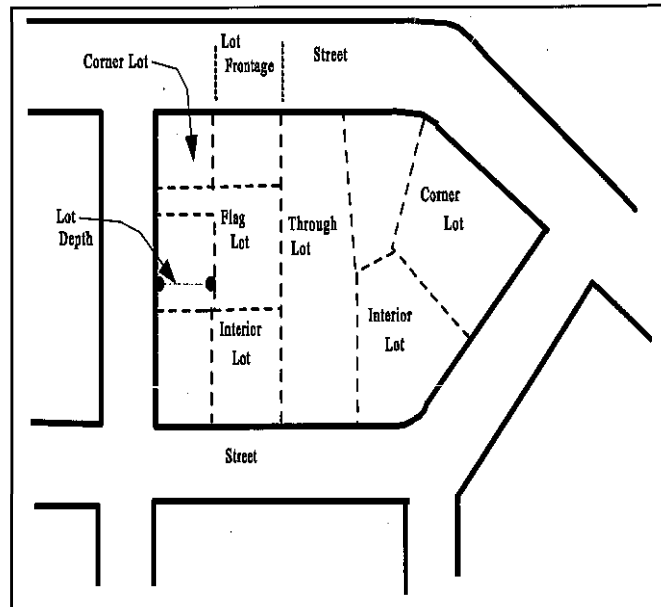 Lot
Frontage
Street
Corner Lot
Corner
Lot
Lot
Depth
Flag
Lot
Through
Lot
Interior
Lot
Interior
Lot
Street